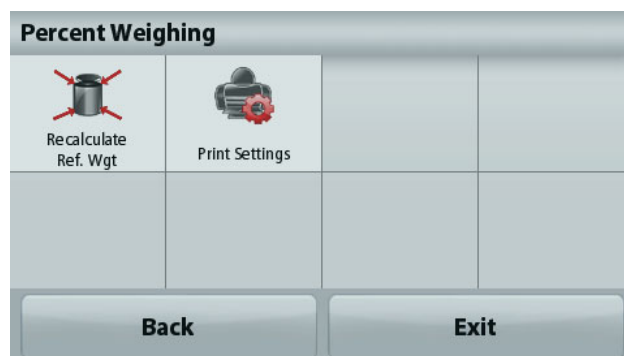 Percent Weighing
Recalculate
Ref. Wgt
Print Settings
Back
Exit